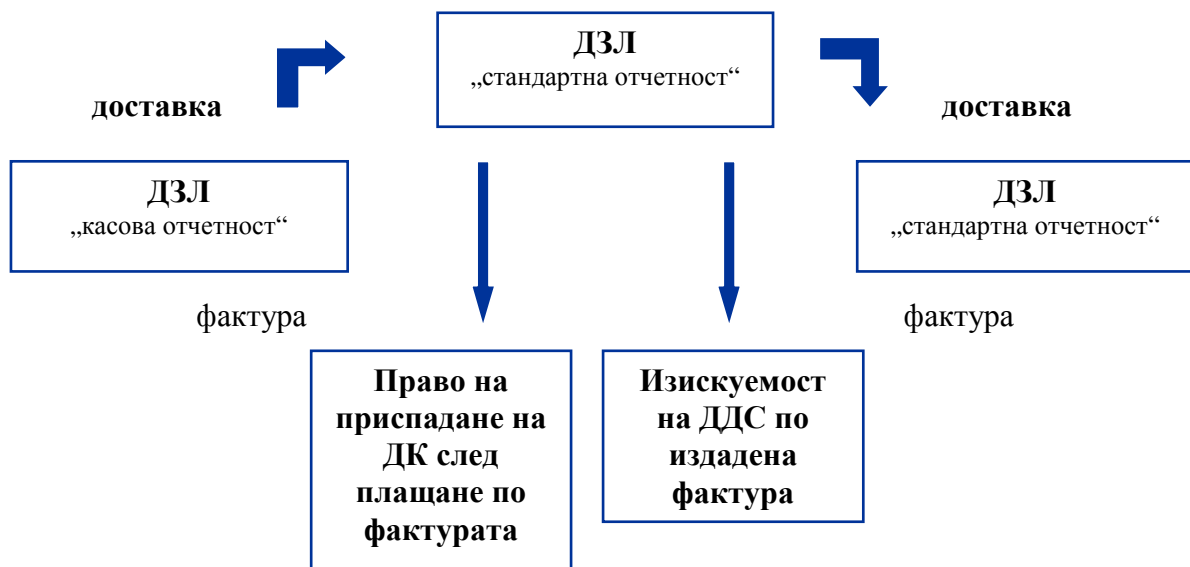 ДЗЛ
„стандартна отчетност“
доставка
доставка
ДЗЛ
„касова отчетност“
ДЗЛ
„стандартна отчетност“
фактура
фактура
Право на
приспадане на
ДК след
плащане по
фактурата
Изискуемост
на ДДС по
издадена
фактура